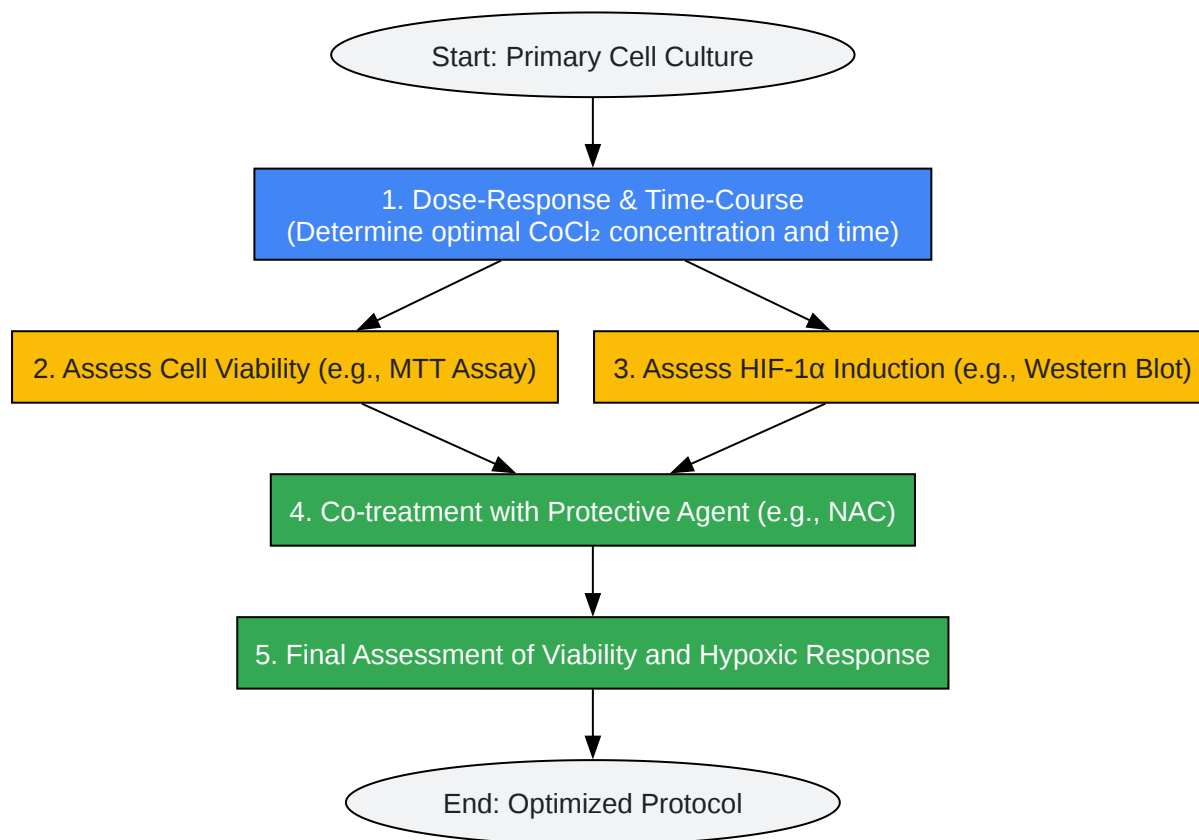 Start: Primary Cell Culture
1. Dose-Response & Time-Course
(Determine optimal CoCl₂ concentration and time)
2. Assess Cell Viability (e.g., MTT Assay)
3. Assess HIF-1α Induction (e.g., Western Blot)
4. Co-treatment with Protective Agent (e.g., NAC)
5. Final Assessment of Viability and Hypoxic Response
End: Optimized Protocol